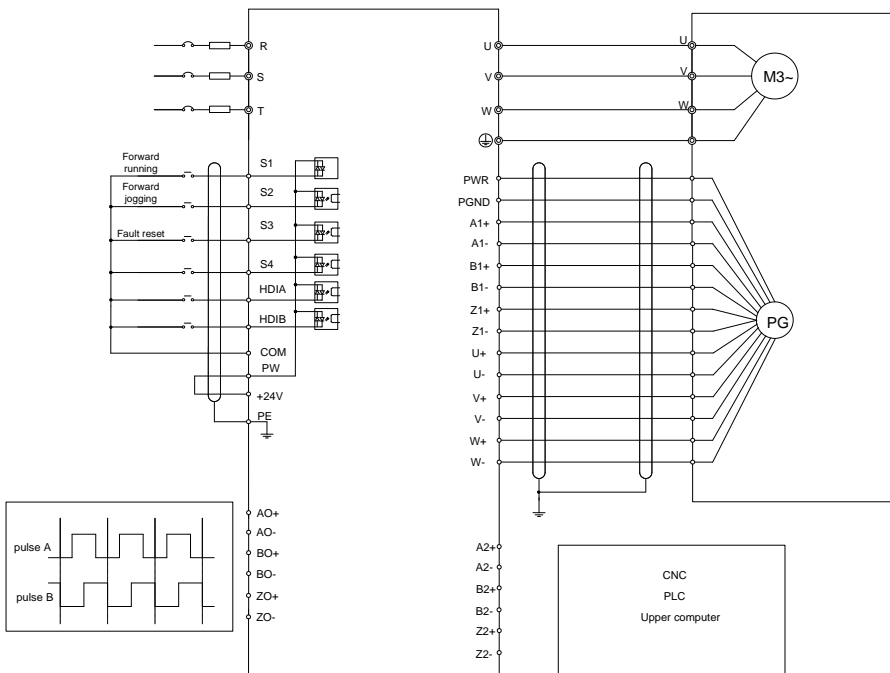 R
S
T
U
V
W
U
V
W
M3~
Forward
running
Forward
jogging
Fault reset
S1
S2
S3
S4
HDIA
HDIB
COM
PW
+24V
PE
PWR
PGND
A1+
A1-
B1+
B1-
Z1+
Z1-
U+
U-
V+
V-
W+
W-
PG
pulse A
pulse B
AO+
AO-
BO+
BO-
ZO+
ZO-
A2+
A2-
B2+
B2-
Z2+
Z2-
CNC
PLC
Upper computer